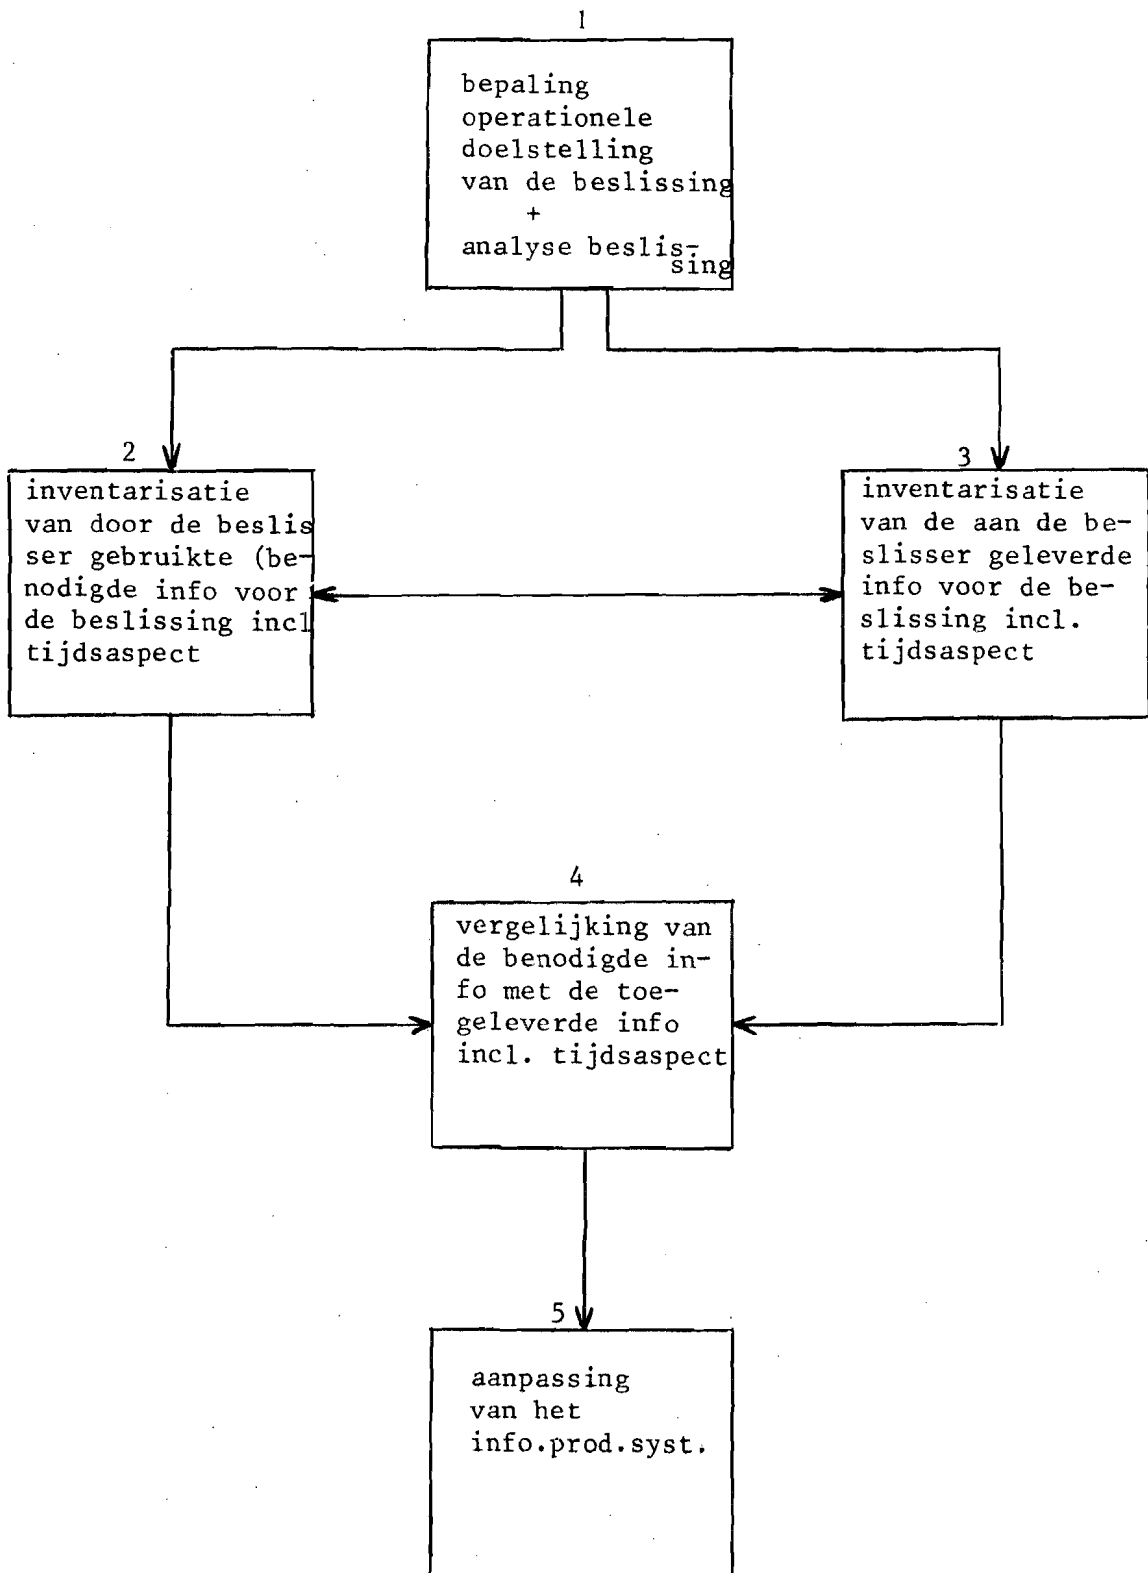 1
bepaling
operationele
doelstelling
van de beslissing
+
analyse beslis-
sing
2
inventarisatie
van door de beslis
ser gebruikte (be-
nodigde info voor
de beslissing incl
tijdsaspect
3
inventarisatie
van de aan de be-
slisser geleverde
info voor de be-
slissing incl.
tijdsaspect
4
vergelijking van
de benodigde in-
fo met de toe-
geleverde info
incl. tijdsaspect
5
aanpassing
van het
info.prod.syst.